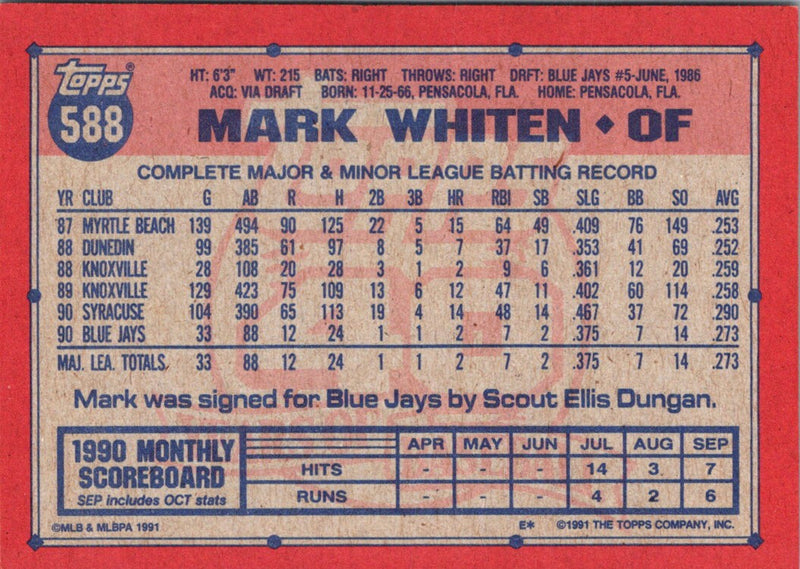 Topps®
588
HT: 6'3" WT: 215 BATS: RIGHT THROWS: RIGHT DRFT: BLUE JAYS #5-JUNE, 1986
ACQ: VIA DRAFT BORN: 11-25-66, PENSACOLA, FLA. HOME: PENSACOLA, FLA.
MARK WHITEN ♦ OF
COMPLETE MAJOR & MINOR LEAGUE BATTING RECORD
YR CLUB G AB R H 2B 3B HR RBI SB SLG BB SO AVG
87 MYRTLE BEACH 139 494 90 125 22 5 15 64 49 .409 76 149 .253
88 DUNEDIN 99 385 61 97 8 5 7 37 17 .353 41 69 .252
88 KNOXVILLE 28 108 20 28 3 1 2 9 6 .361 12 20 .259
89 KNOXVILLE 129 423 75 109 13 6 12 47 11 .402 60 114 .258
90 SYRACUSE 104 390 65 113 19 4 14 48 14 .467 37 72 .290
90 BLUE JAYS 33 88 12 24 1 1 2 7 2 .375 7 14 .273
MAJ. LEA. TOTALS 33 88 12 24 1 1 2 7 2 .375 7 14 .273
Mark was signed for Blue Jays by Scout Ellis Dungan.
1990 MONTHLY
SCOREBOARD
SEP includes OCT stats
APR MAY JUN JUL AUG SEP
HITS - - - 14 3 7
RUNS - - - 4 2 6
©MLB & MLBPA 1991 E* ©1991 THE TOPPS COMPANY, INC.